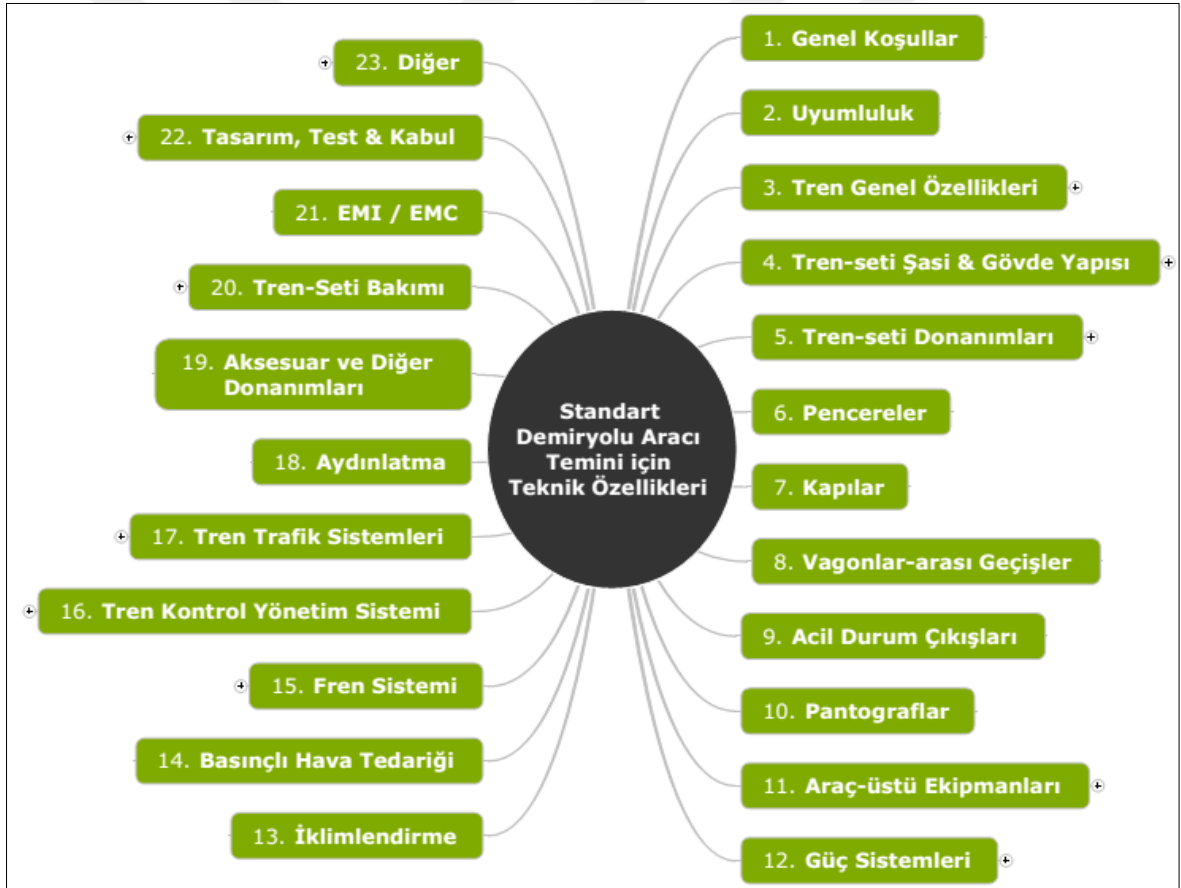 Standart
Demiryolu Aracı
Temini için
Teknik Özellikleri
1. Genel Koşullar
2. Uyumluluk
3. Tren Genel Özellikleri
4. Tren-seti Şasi & Gövde Yapısı
5. Tren-seti Donanımları
6. Pencereler
7. Kapılar
8. Vagonlar-arası Geçişler
9. Acil Durum Çıkışları
10. Pantograflar
11. Araç-üstü Ekipmanları
12. Güç Sistemleri
13. İklimlendirme
14. Basınçlı Hava Tedariği
15. Fren Sistemi
16. Tren Kontrol Yönetim Sistemi
17. Tren Trafik Sistemleri
18. Aydınlatma
19. Aksesuar ve Diğer
Donanımları
20. Tren-Seti Bakımı
21. EMI / EMC
22. Tasarım, Test & Kabul
23. Diğer